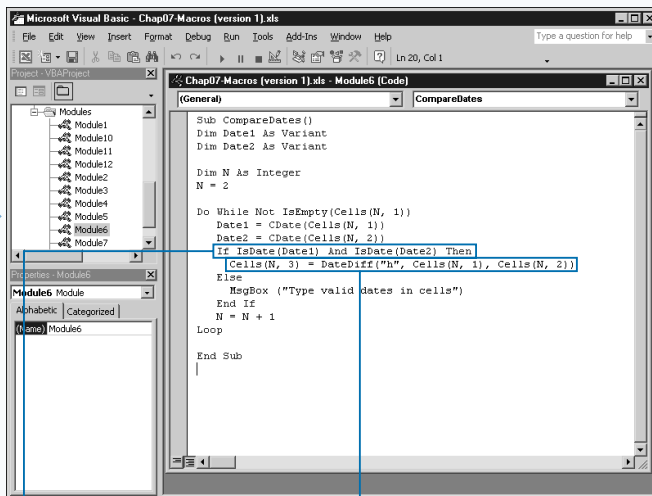 Microsoft Visual Basic - Chap07-Macros (version 1).xls
File Edit View Insert Format Debug Run Tools Add-Ins Window Help
Type a question for help
Ln 20, Col 1
Project - VBAProject
Modules
Module1
Module10
Module11
Module12
Module2
Module3
Module4
Module5
Module6
Module7
Properties - Module6
Module6 Module
Alphabetic Categorized
(Name) Module6
Chap07-Macros (version 1).xls - Module6 (Code)
(General) CompareDates
Sub CompareDates()
Dim Date1 As Variant
Dim Date2 As Variant
Dim N As Integer
N = 2
Do While Not IsEmpty(Cells(N, 1))
Date1 = CDate(Cells(N, 1))
Date2 = CDate(Cells(N, 2))
If IsDate(Date1) And IsDate(Date2) Then
Cells(N, 3) = DateDiff("h", Cells(N, 1), Cells(N, 2))
Else
MsgBox ("Type valid dates in cells")
End If
N = N + 1
Loop
End Sub